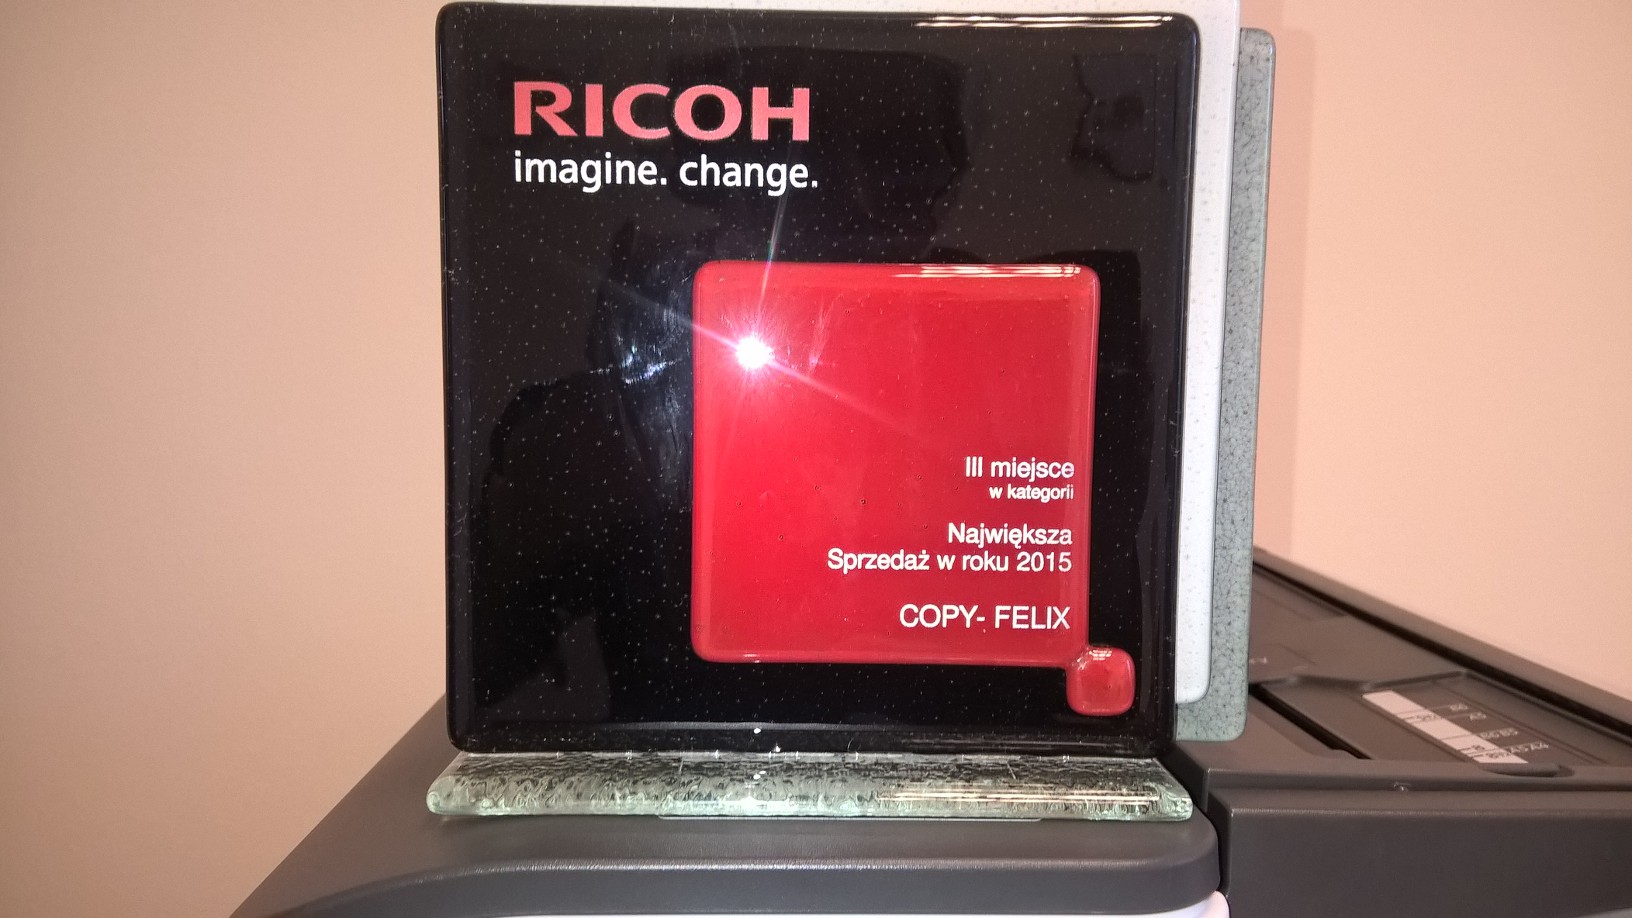 RICOH
imagine. change.
III miejsce
w kategorii
Największa
Sprzedaż w roku 2015
COPY- FELIX